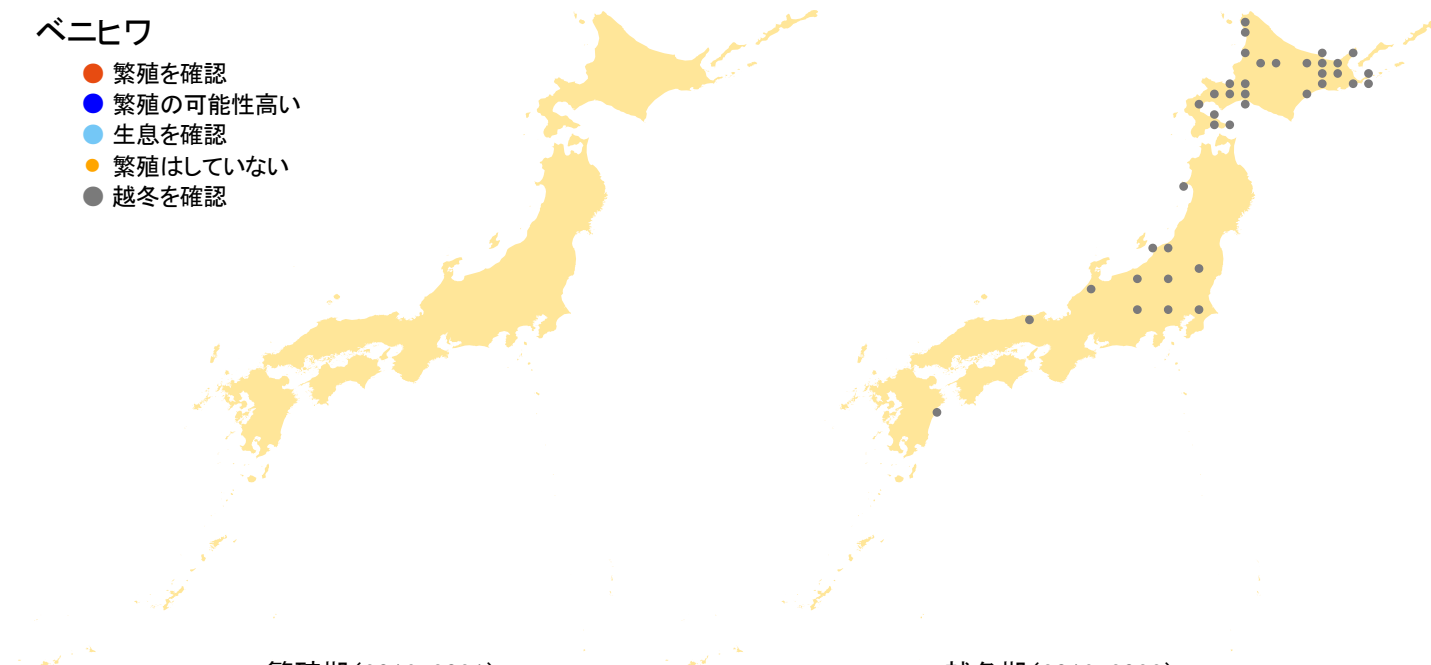 ベニヒワ
繁殖を確認
繁殖の可能性高い
生息を確認
繁殖はしていない
越冬を確認